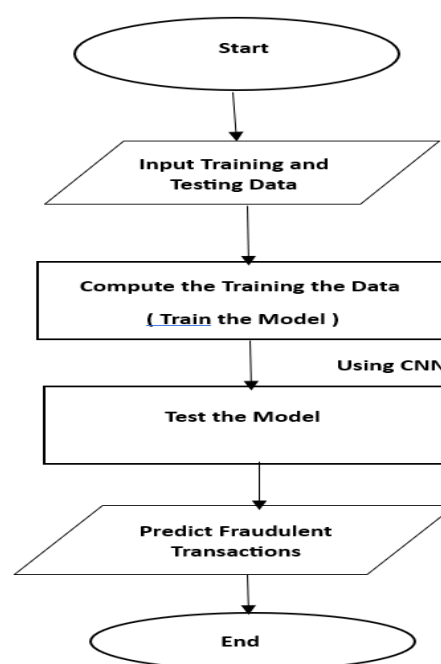 Start
Input Training and
Testing Data
Compute the Training the Data
( Train the Model )
Using CNN
Test the Model
Predict Fraudulent
Transactions
End